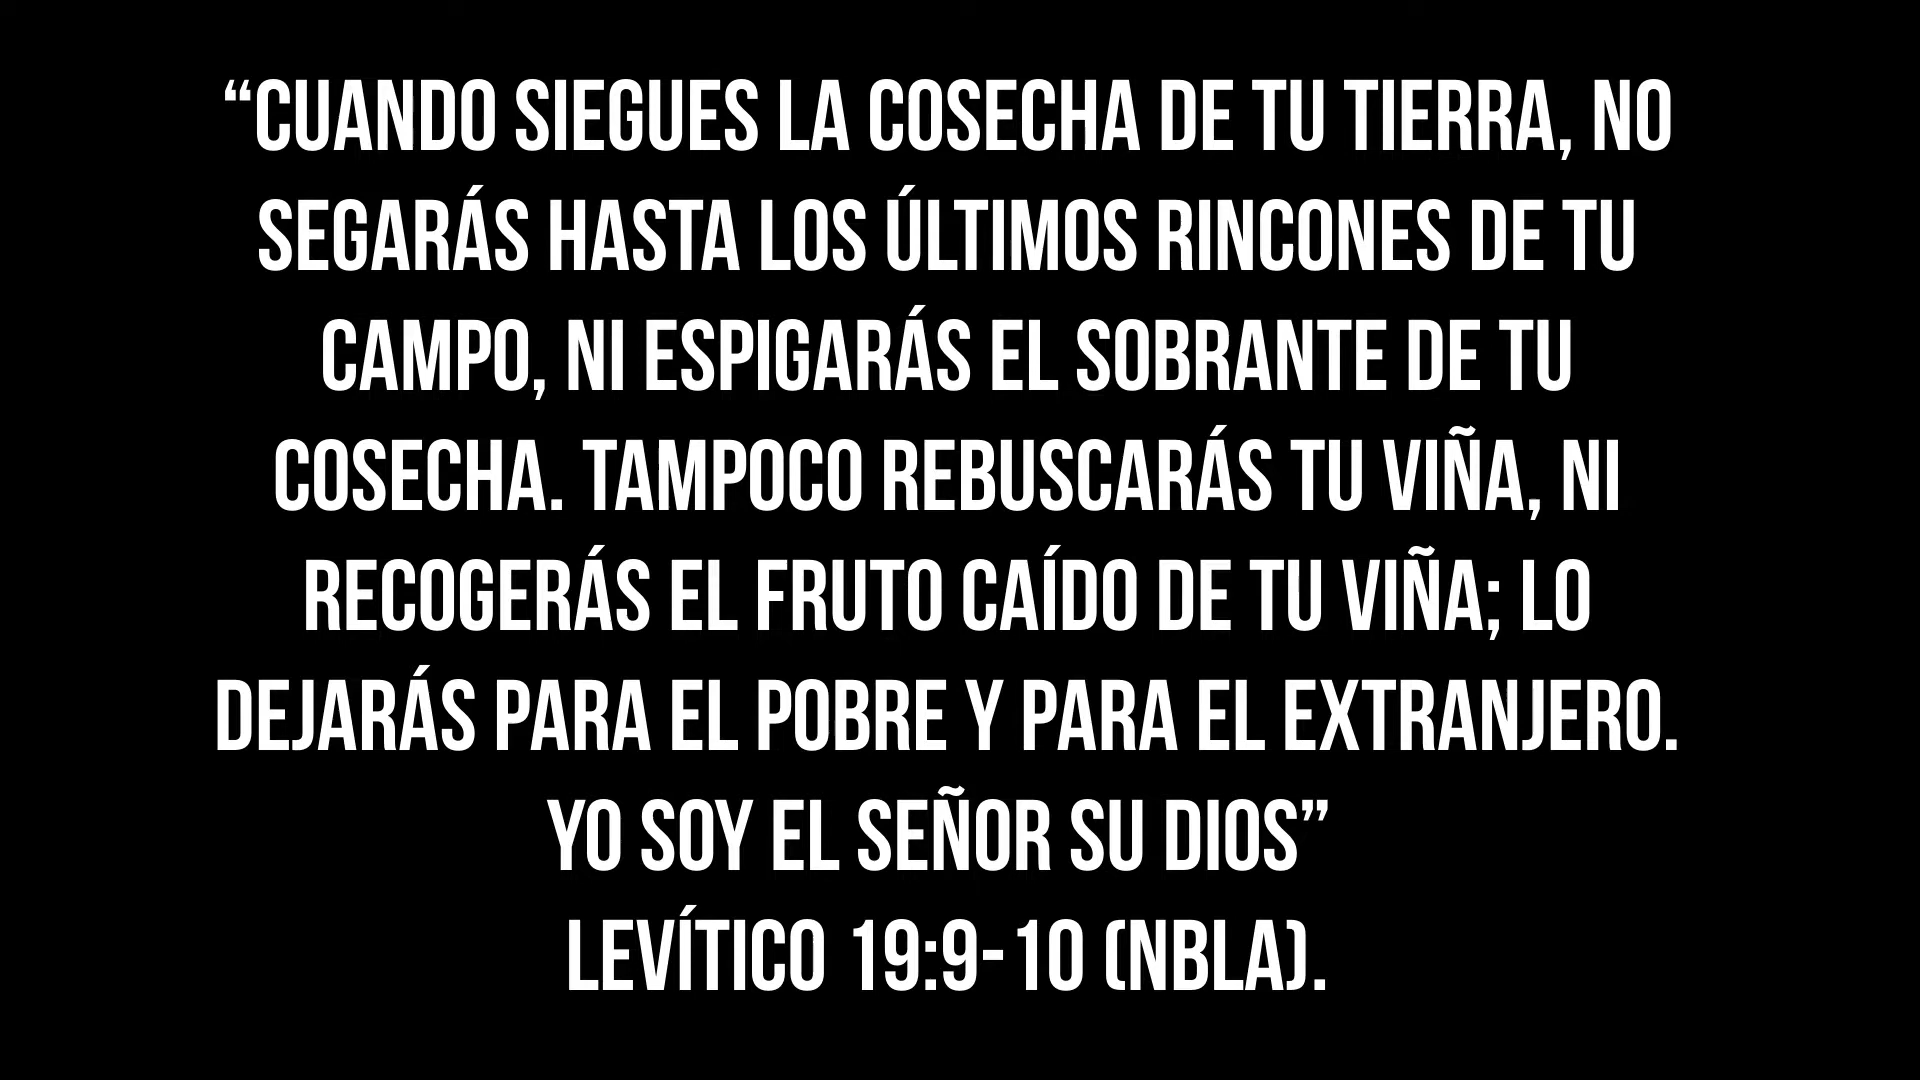 “CUANDO SIEGUES LA COSECHA DE TU TIERRA, NO
SEGARÁS HASTA LOS ÚLTIMOS RINCONES DE TU
CAMPO, NI ESPIGARÁS EL SOBRANTE DE TU
COSECHA. TAMPOCO REBUSCARÁS TU VIÑA, NI
RECOGERÁS EL FRUTO CAÍDO DE TU VIÑA; LO
DEJARÁS PARA EL POBRE Y PARA EL EXTRANJERO.
YO SOY EL SEÑOR SU DIOS”
LEVÍTICO 19:9-10 (NBLA).